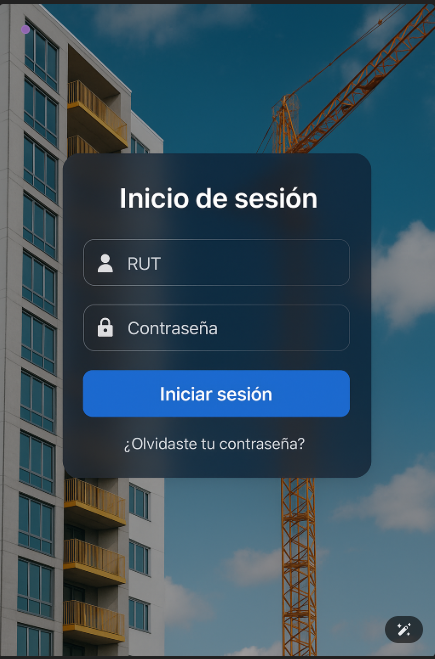 Inicio de sesión
RUT
Contraseña
Iniciar sesión
¿Olvidaste tu contraseña?